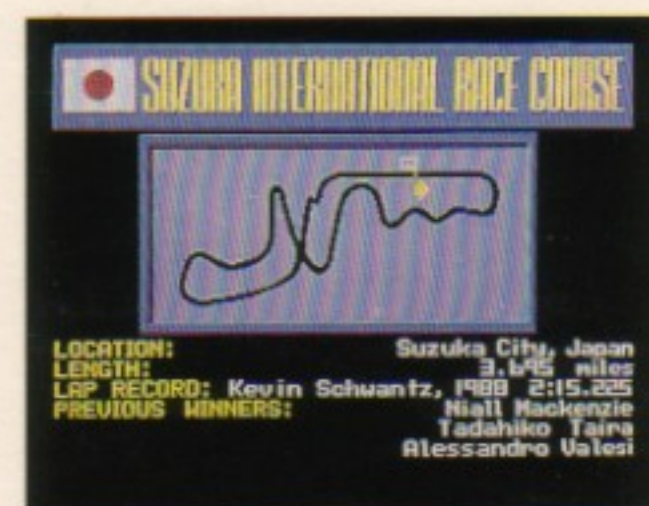 SUZUKA INTERNATIONAL RACE COURSE
LOCATION: Suzuka City, Japan
LENGTH: 3.695 miles
LAP RECORD: Kevin Schwantz, 1988 2:15.225
PREVIOUS WINNERS: Niall Mackenzie
Tadahiko Taira
Alessandro Valesi